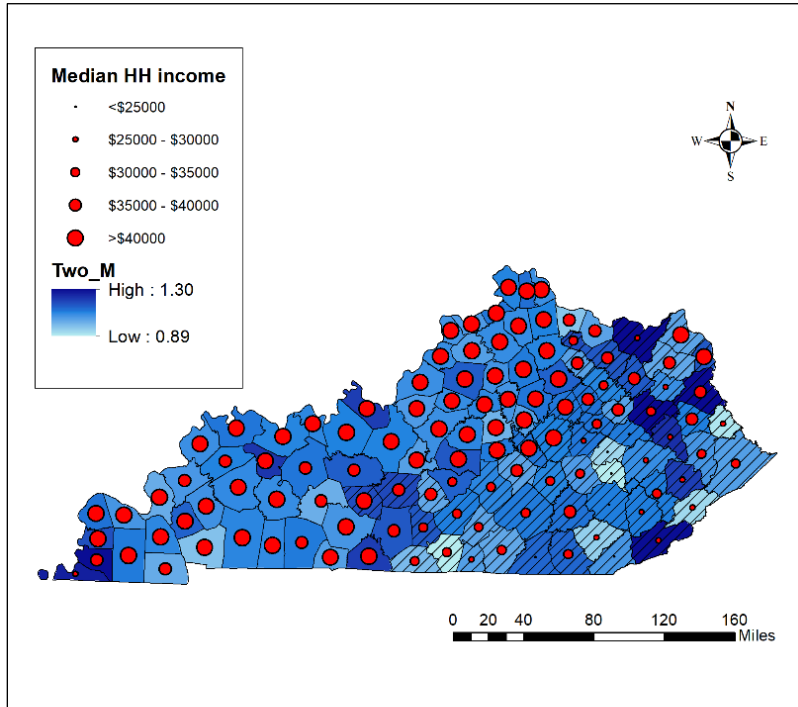 Median HH income
<$25000
$25000 - $30000
$30000 - $35000
$35000 - $40000
>$40000
Two_M
High : 1.30
Low : 0.89
N
W E
S
0 20 40 80 120 160
Miles